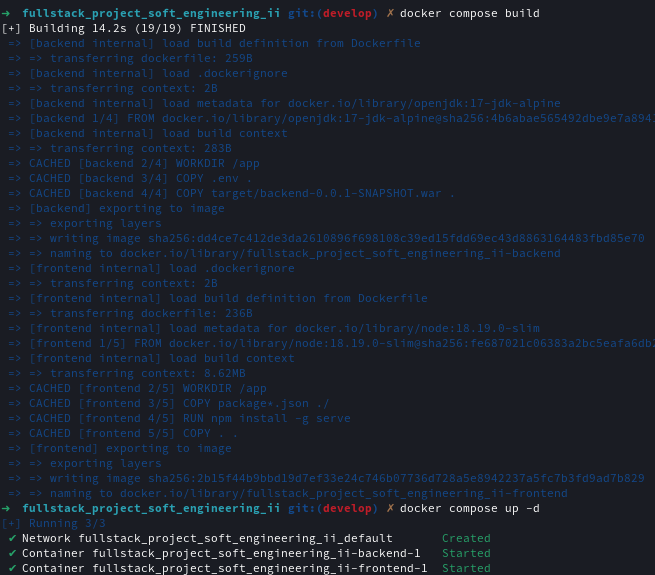 ➜  fullstack_project_soft_engineering_ii git:(develop) ✗ docker compose build
[+] Building 14.2s (19/19) FINISHED
=> [backend internal] load build definition from Dockerfile
=> => transferring dockerfile: 259B
=> [backend internal] load .dockerignore
=> => transferring context: 2B
=> [backend internal] load metadata for docker.io/library/openjdk:17-jdk-alpine
=> [backend 1/4] FROM docker.io/library/openjdk:17-jdk-alpine@sha256:4b6abae565492dbe9e7a894
=> [backend internal] load build context
=> => transferring context: 283B
=> CACHED [backend 2/4] WORKDIR /app
=> CACHED [backend 3/4] COPY .env .
=> CACHED [backend 4/4] COPY target/backend-0.0.1-SNAPSHOT.war .
=> [backend] exporting to image
=> => exporting layers
=> => writing image sha256:dd4ce7c412de3da2610896f698108c39ed15fdd69ec43d8863164483fbd85e70
=> => naming to docker.io/library/fullstack_project_soft_engineering_ii-backend
=> [frontend internal] load .dockerignore
=> => transferring context: 2B
=> [frontend internal] load build definition from Dockerfile
=> => transferring dockerfile: 236B
=> [frontend internal] load metadata for docker.io/library/node:18.19.0-slim
=> [frontend 1/5] FROM docker.io/library/node:18.19.0-slim@sha256:fe687021c06383a2bc5eafa6db
=> [frontend internal] load build context
=> => transferring context: 8.62MB
=> CACHED [frontend 2/5] WORKDIR /app
=> CACHED [frontend 3/5] COPY package*.json ./
=> CACHED [frontend 4/5] RUN npm install -g serve
=> CACHED [frontend 5/5] COPY . .
=> [frontend] exporting to image
=> => exporting layers
=> => writing image sha256:2b15f44b9bbd19d7ef33e24c746b07736d728a5e8942237a5fc7b3fd9ad7b829
=> => naming to docker.io/library/fullstack_project_soft_engineering_ii-frontend
➜  fullstack_project_soft_engineering_ii git:(develop) ✗ docker compose up -d
[+] Running 3/3
✔ Network fullstack_project_soft_engineering_ii_default Created
✔ Container fullstack_project_soft_engineering_ii-backend-1 Started
✔ Container fullstack_project_soft_engineering_ii-frontend-1 Started